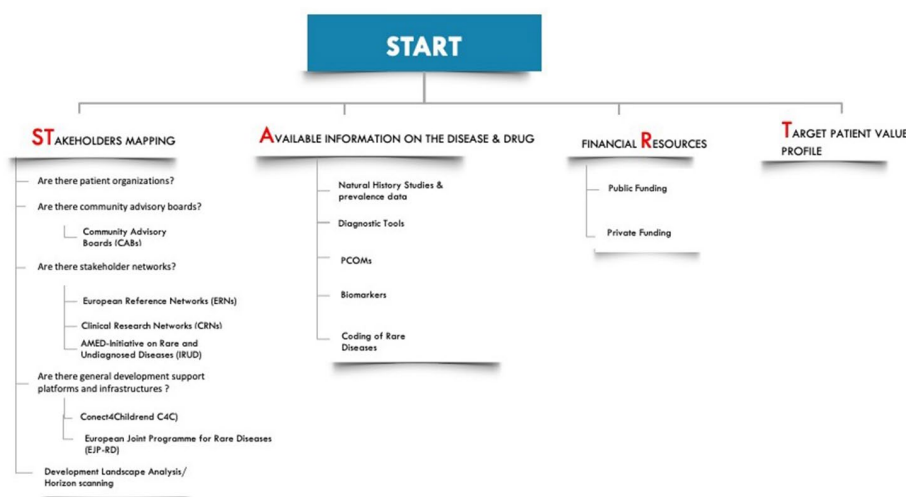 START
STAKEHOLDERS MAPPING
Are there patient organizations?
Are there community advisory boards?
Community Advisory
Boards (CABs)
Are there stakeholder networks?
European Reference Networks (ERNs)
Clinical Research Networks (CRNs)
AMED-Initiative on Rare and
Undiagnosed Diseases (IRUD)
Are there general development support
platforms and infrastructures ?
Conect4Childrend C4C)
European Joint Programme for Rare Diseases
(EJP-RD)
Development Landscape Analysis/
Horizon scanning
AVAILABLE INFORMATION ON THE DISEASE & DRUG
Natural History Studies &
prevalence data
Diagnostic Tools
PCOMs
Biomarkers
Coding of Rare
Diseases
FINANCIAL RESOURCES
Public Funding
Private Funding
TARGET PATIENT VALUE
PROFILE